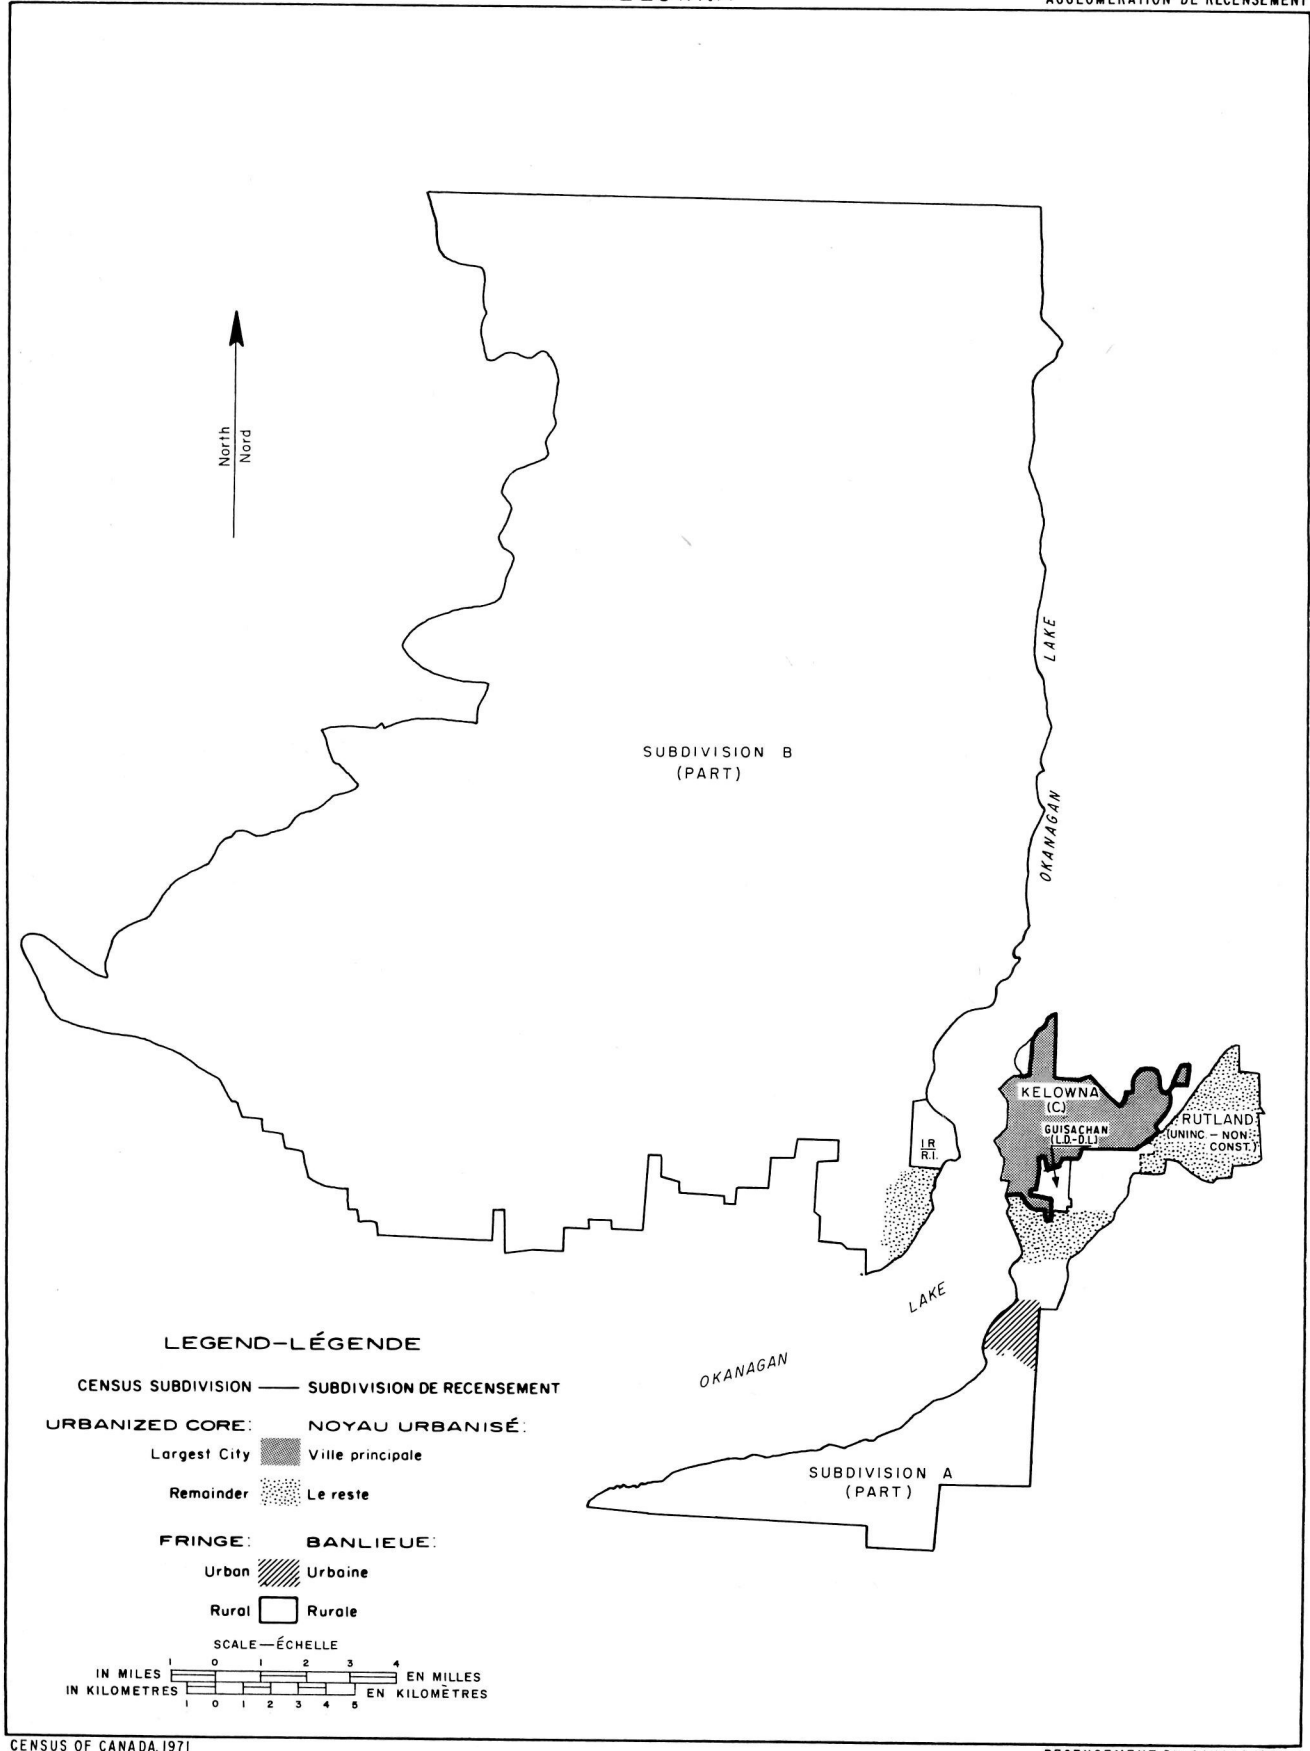 AGGLOMÉRATION DE RECENSEMENT
North
Nord
LAKE
OKANAGAN
SUBDIVISION B
(PART)
KELOWNA
(C.)
GUISACHAN
(L.D.-D.L.)
RUTLAND
(UNINC. – NON-
CONST.)
I R
R.I.
LAKE
OKANAGAN
SUBDIVISION A
(PART)
LEGEND–LÉGENDE
CENSUS SUBDIVISION —— SUBDIVISION DE RECENSEMENT
URBANIZED CORE: NOYAU URBANISÉ:
Largest City Ville principale
Remainder Le reste
FRINGE: BANLIEUE:
Urban Urbaine
Rural Rurale
SCALE—ÉCHELLE
1 0 1 2 3 4
IN MILES EN MILLES
IN KILOMETRES EN KILOMÈTRES
1 0 1 2 3 4 5
CENSUS OF CANADA, 1971